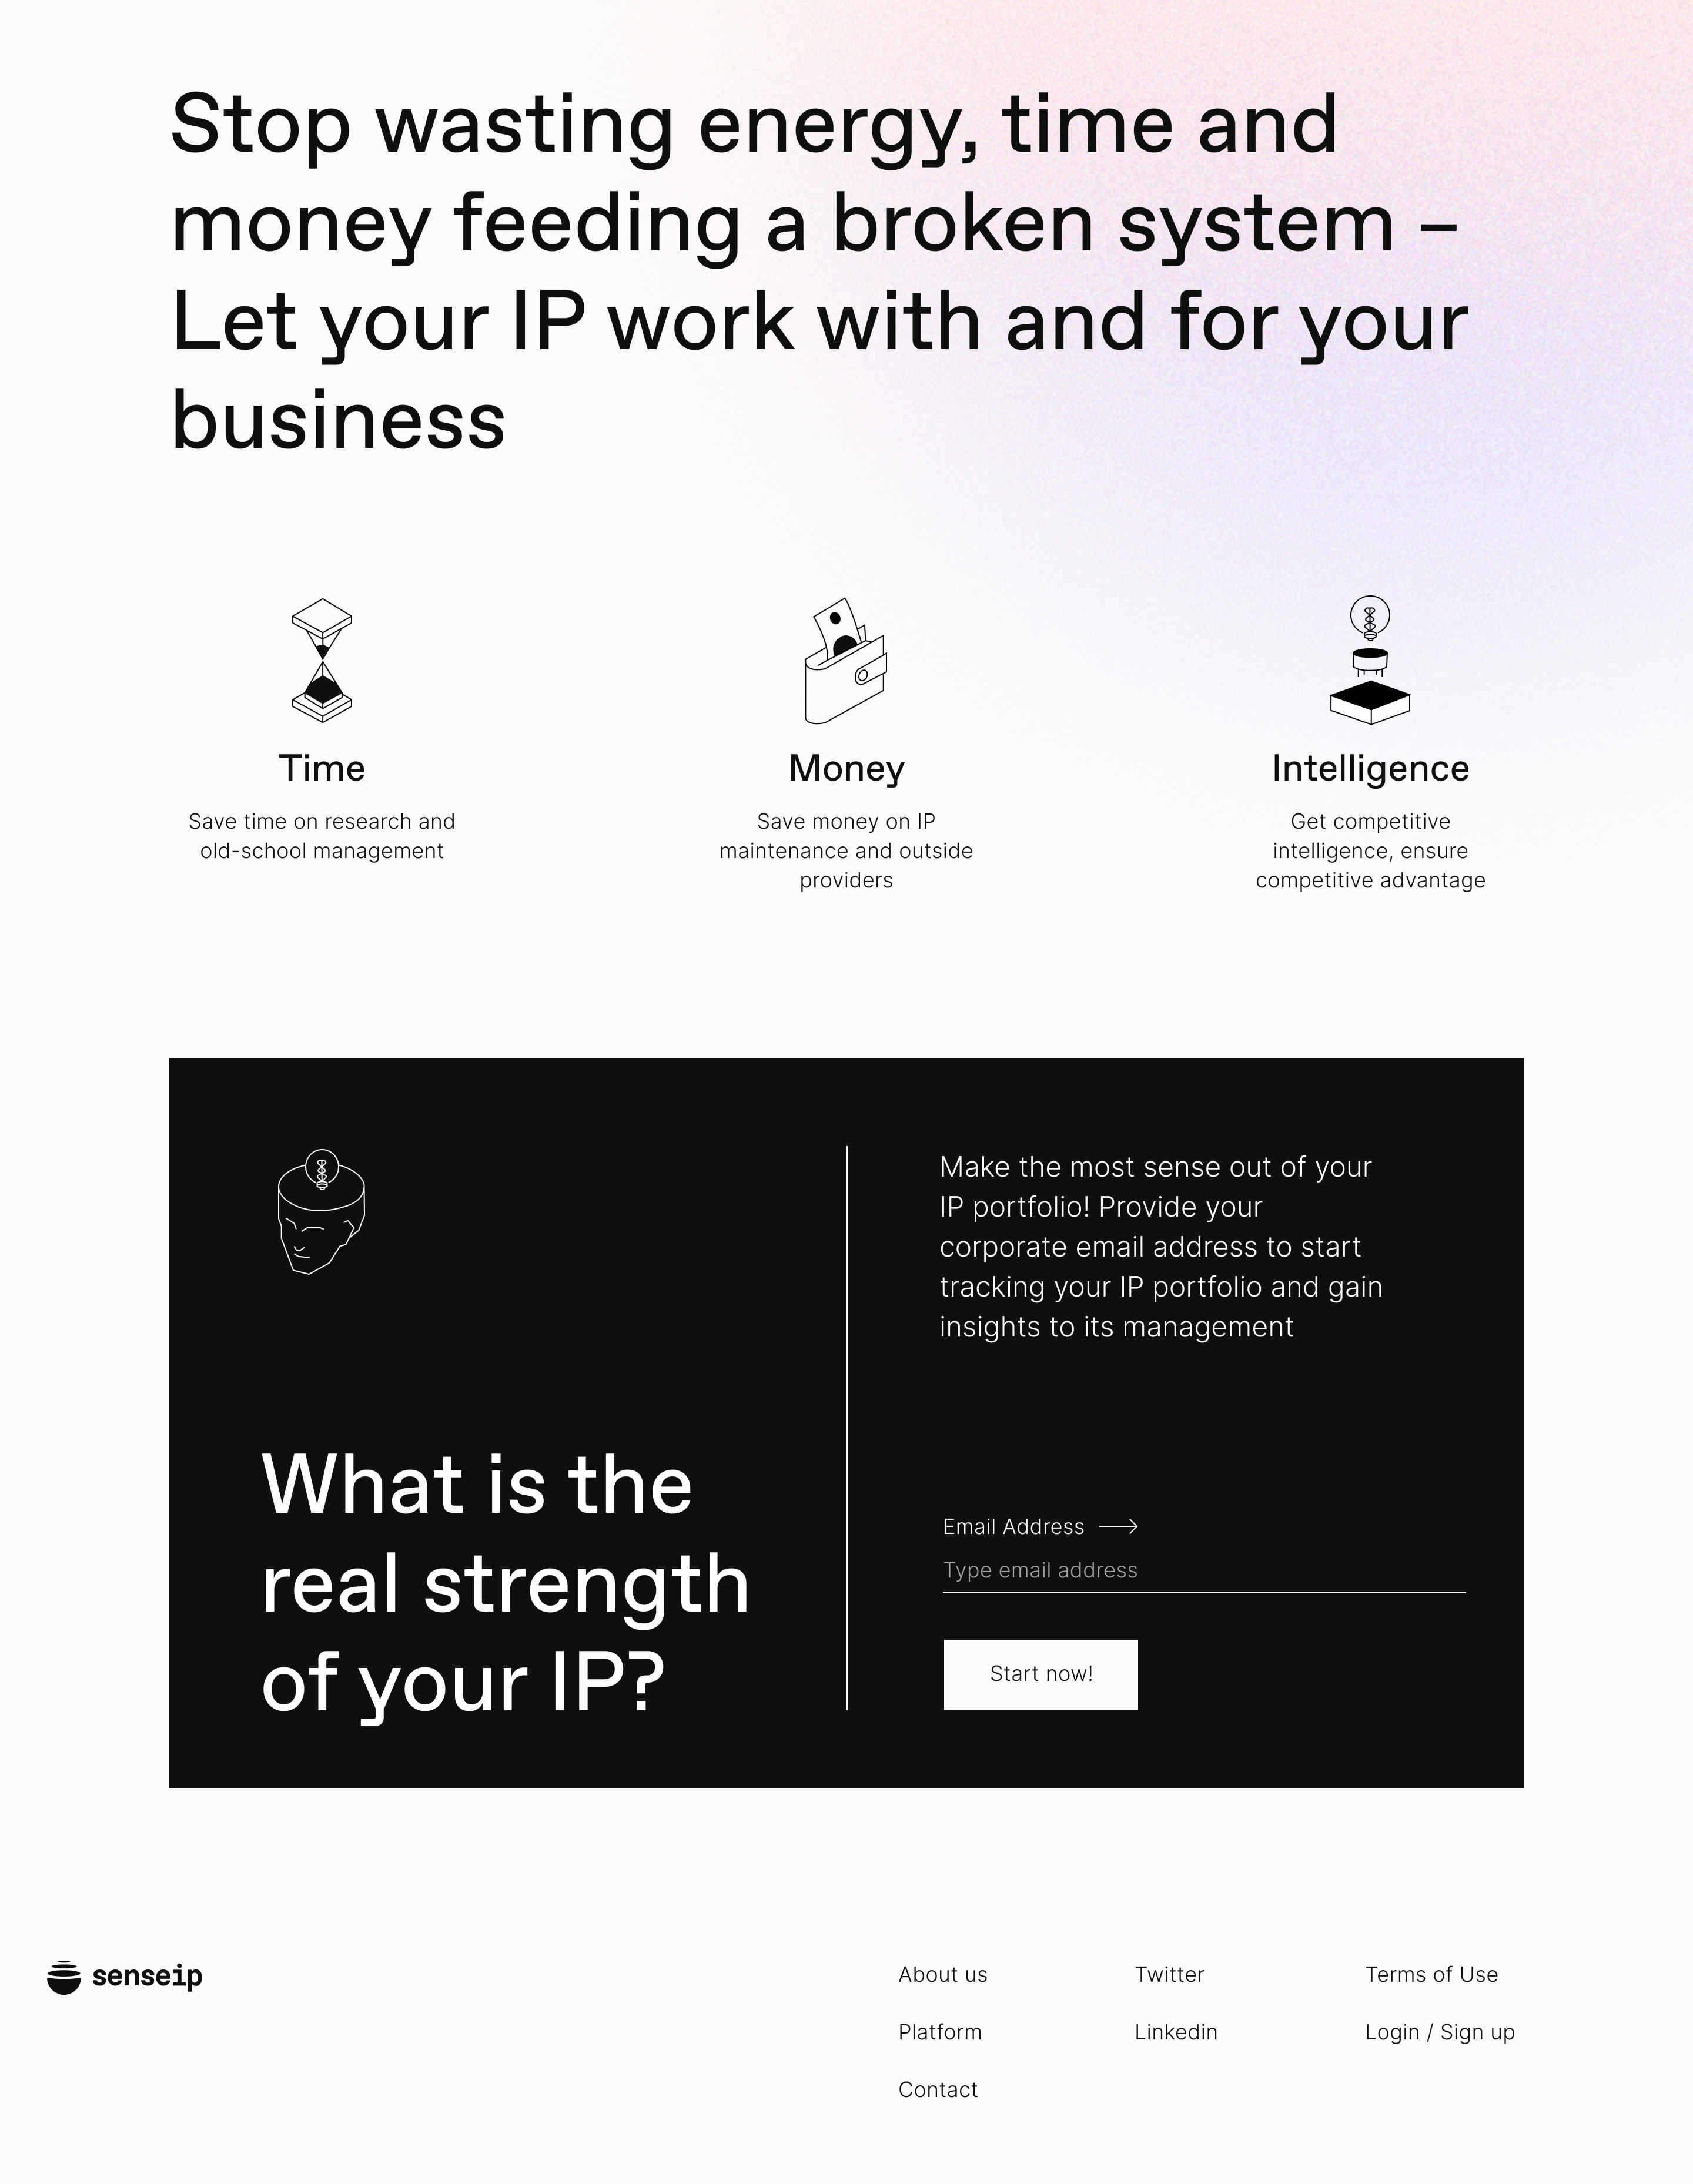 Stop wasting energy, time and
money feeding a broken system –
Let your IP work with and for your
business
Time
Save time on research and
old-school management
Money
Save money on IP
maintenance and outside
providers
Intelligence
Get competitive
intelligence, ensure
competitive advantage
What is the
real strength
of your IP?
Make the most sense out of your
IP portfolio! Provide your
corporate email address to start
tracking your IP portfolio and gain
insights to its management
Email Address
Type email address
Start now!
senseip
About us
Platform
Contact
Twitter
Linkedin
Terms of Use
Login / Sign up